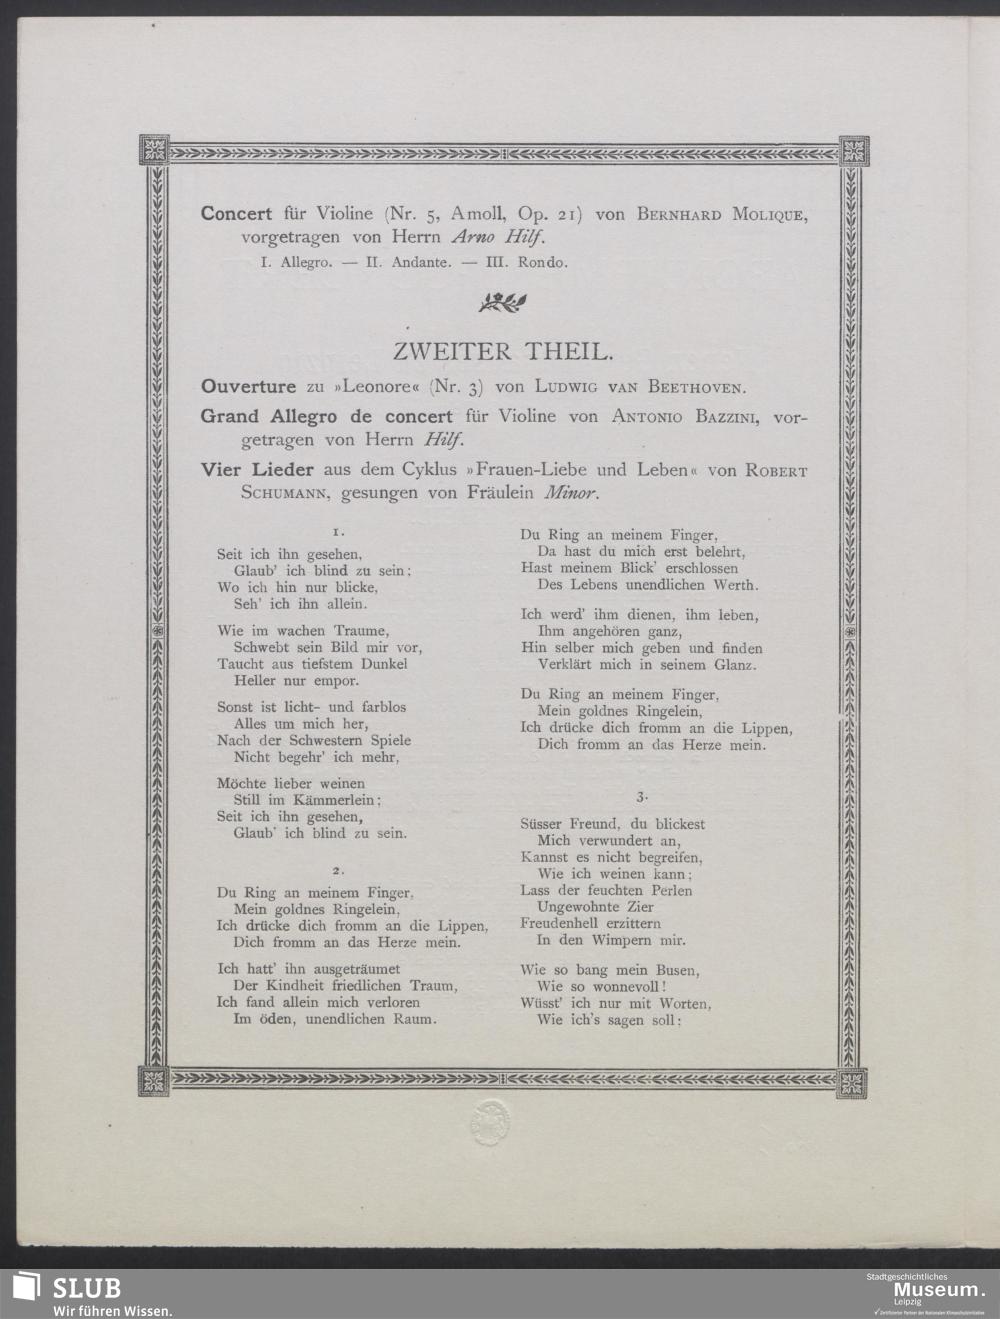 Concert für Violine (Nr. 5, Amoll, Op. 21) von Bernhard Molique,
vorgetragen von Herrn Arno Hilf.
I. Allegro. — II. Andante. — III. Rondo.
ZWEITER THEIL.
Ouverture zu »Leonore« (Nr. 3) von Ludwig van Beethoven.
Grand Allegro de concert für Violine von Antonio Bazzini, vor-
getragen von Herrn Hilf.
Vier Lieder aus dem Cyklus »Frauen-Liebe und Leben« von Robert
Schumann, gesungen von Fräulein Minor.
1.
Seit ich ihn gesehen,
Glaub' ich blind zu sein;
Wo ich hin nur blicke,
Seh' ich ihn allein.
Wie im wachen Traume,
Schwebt sein Bild mir vor,
Taucht aus tiefstem Dunkel
Heller nur empor.
Sonst ist licht- und farblos
Alles um mich her,
Nach der Schwestern Spiele
Nicht begehr' ich mehr,
Möchte lieber weinen
Still im Kämmerlein;
Seit ich ihn gesehen,
Glaub' ich blind zu sein.
2.
Du Ring an meinem Finger,
Mein goldnes Ringelein,
Ich drücke dich fromm an die Lippen,
Dich fromm an das Herze mein.
Ich hatt' ihn ausgeträumet
Der Kindheit friedlichen Traum,
Ich fand allein mich verloren
Im öden, unendlichen Raum.
Du Ring an meinem Finger,
Da hast du mich erst belehrt,
Hast meinem Blick' erschlossen
Des Lebens unendlichen Werth.
Ich werd' ihm dienen, ihm leben,
Ihm angehören ganz,
Hin selber mich geben und finden
Verklärt mich in seinem Glanz.
Du Ring an meinem Finger,
Mein goldnes Ringelein,
Ich drücke dich fromm an die Lippen,
Dich fromm an das Herze mein.
3.
Süsser Freund, du blickest
Mich verwundert an,
Kannst es nicht begreifen,
Wie ich weinen kann;
Lass der feuchten Perlen
Ungewohnte Zier
Freudenhell erzittern
In den Wimpern mir.
Wie so bang mein Busen,
Wie so wonnevoll!
Wüsst' ich nur mit Worten,
Wie ich's sagen soll;
SLUB
Wir führen Wissen.
Stadtgeschichtliches
Museum.
Leipzig
Zertifizierter Partner der Nationalen Klimaschutzinitiative